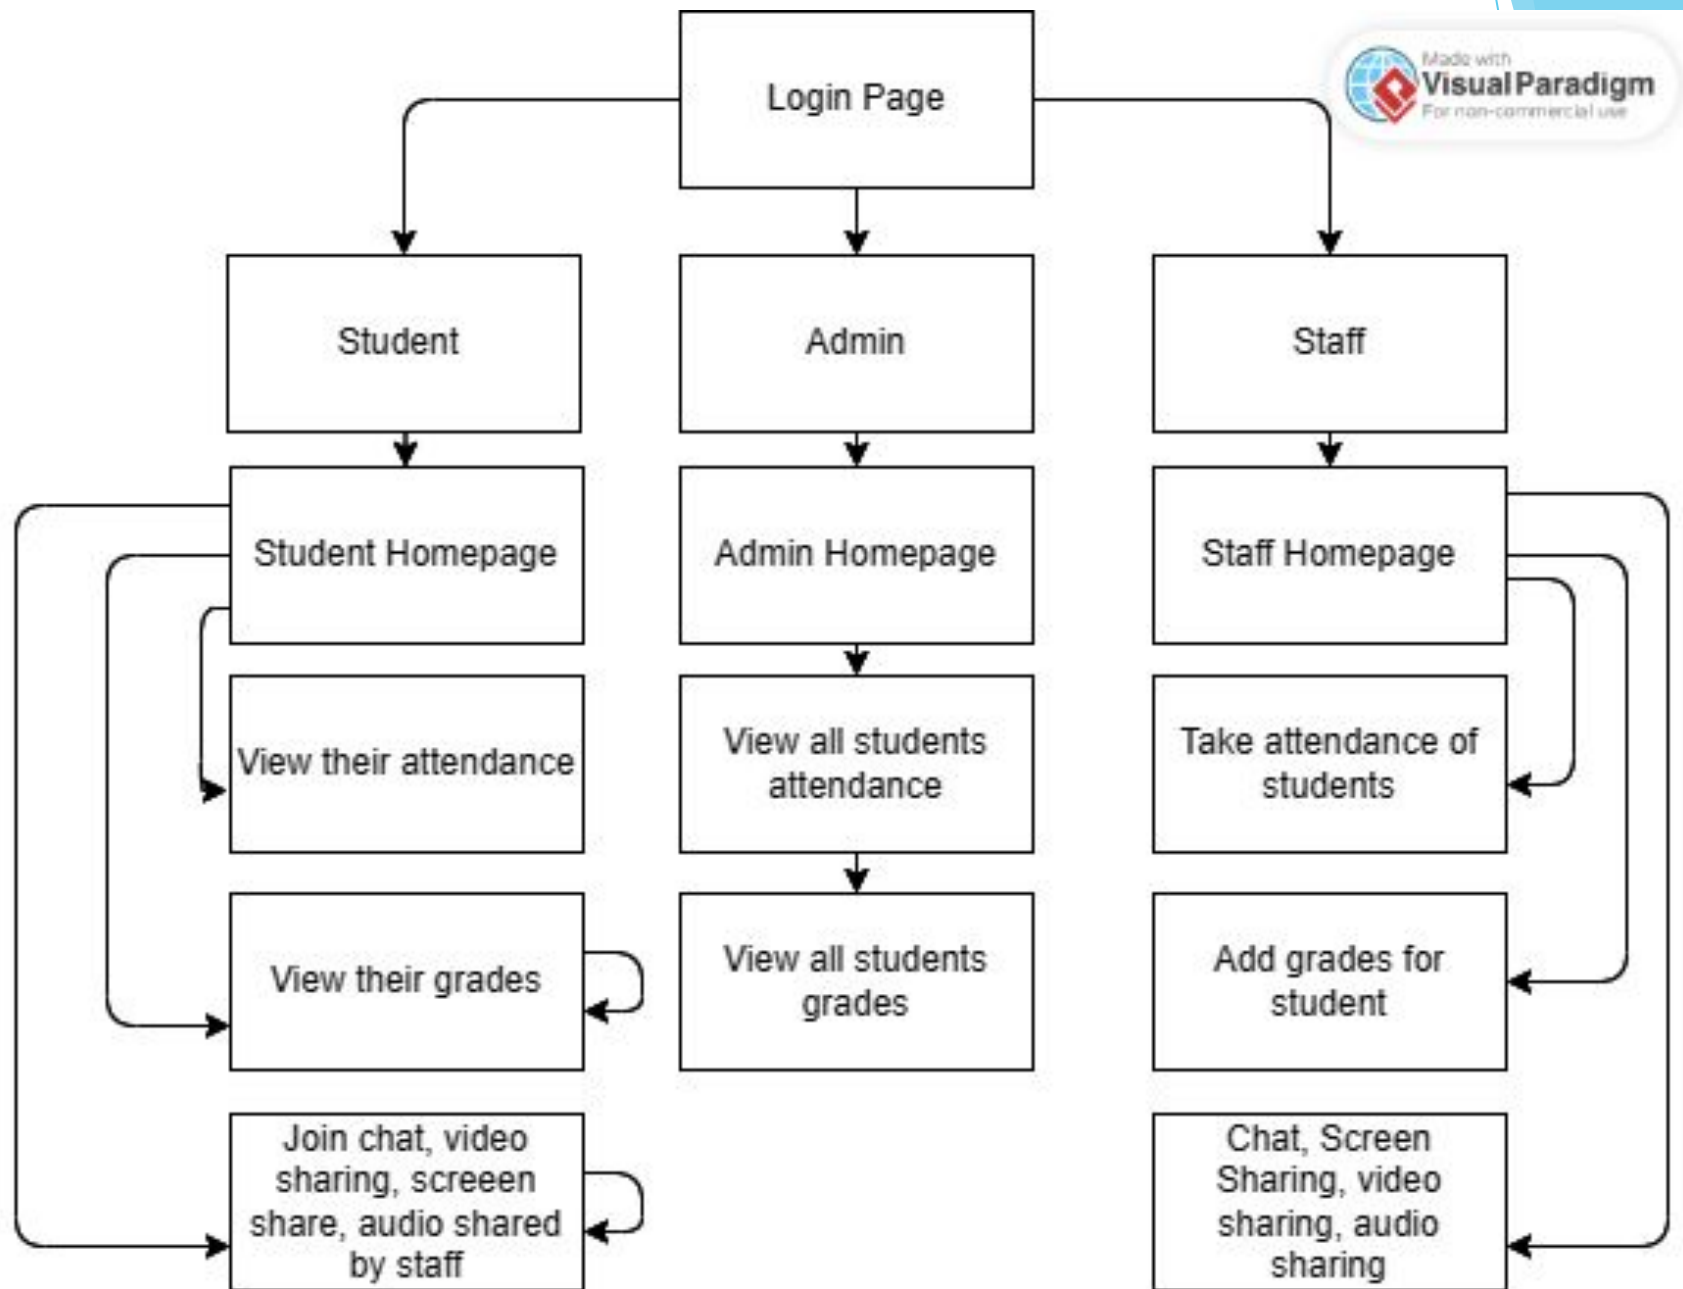 Login Page
Made with
Visual Paradigm
For non-commercial use
Student
Admin
Staff
Student Homepage
Admin Homepage
Staff Homepage
View their attendance
View all students
attendance
Take attendance of
students
View their grades
View all students
grades
Add grades for
student
Join chat, video
sharing, screeen
share, audio shared
by staff
Chat, Screen
Sharing, video
sharing, audio
sharing